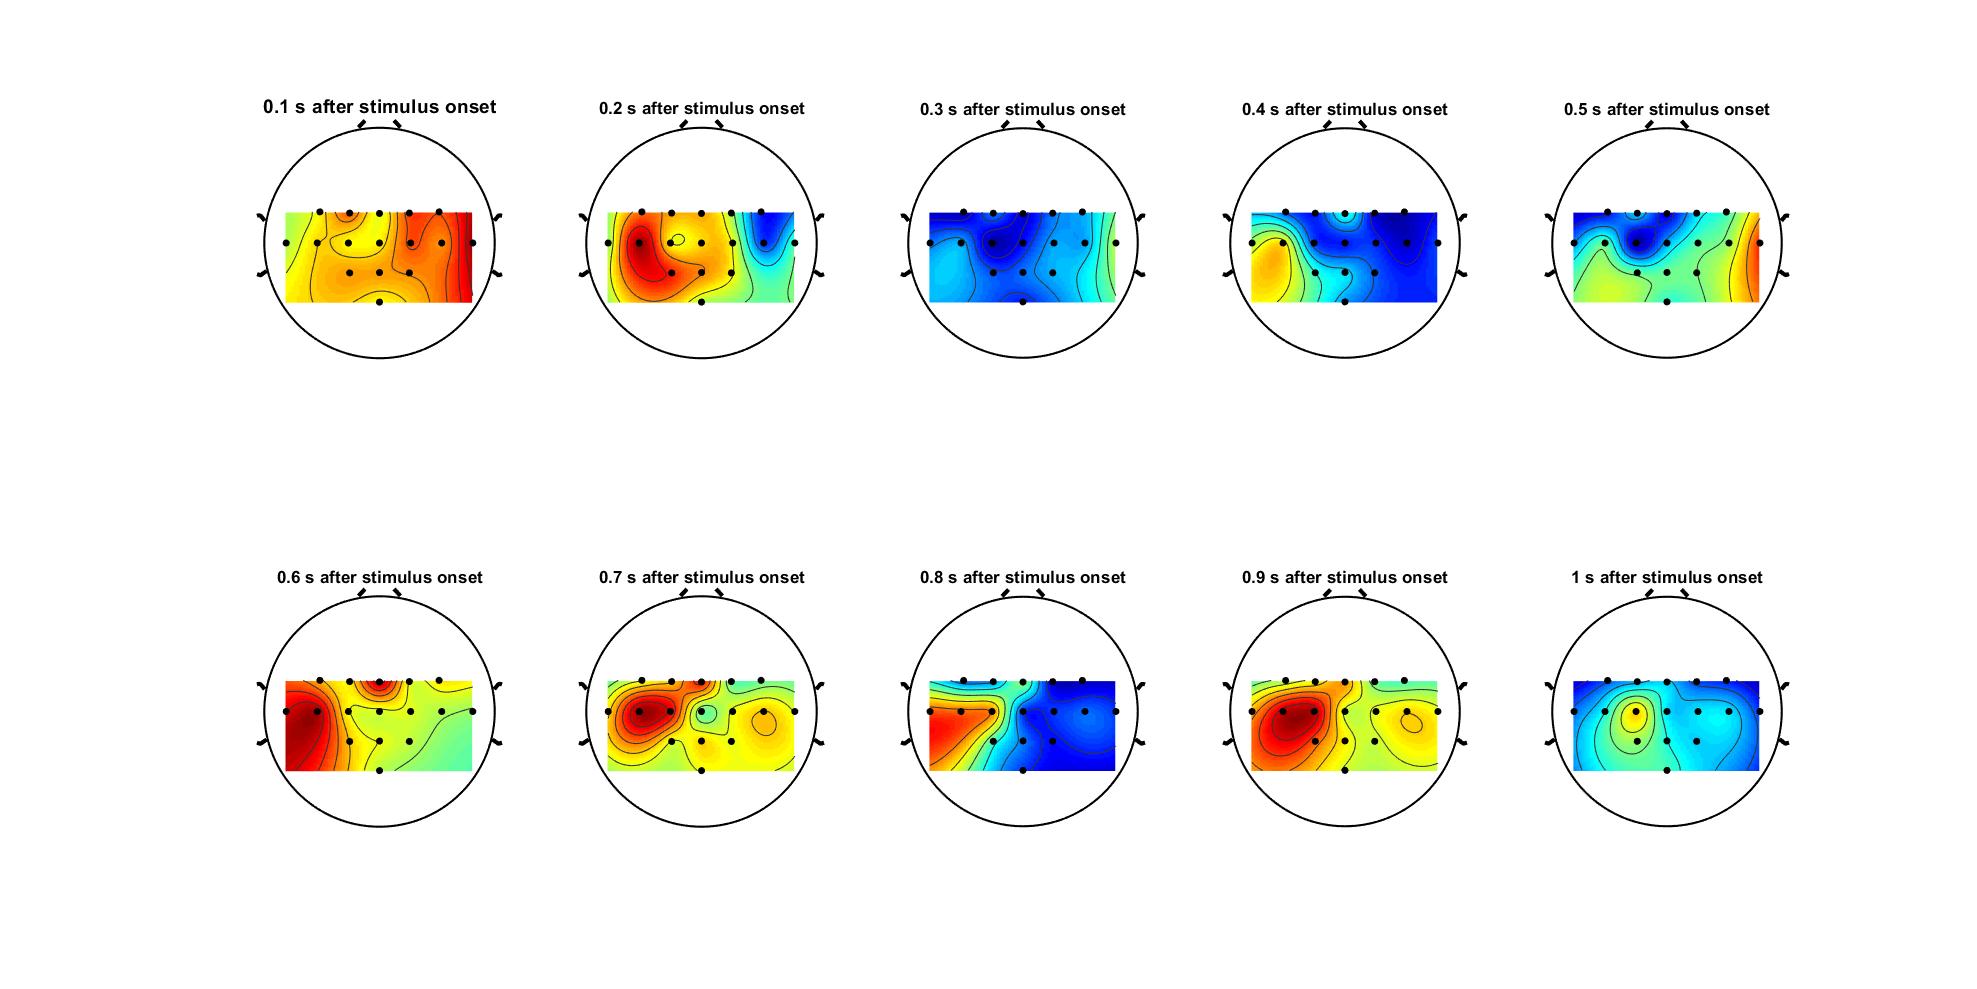 0.1 s after stimulus onset
0.2 s after stimulus onset
0.3 s after stimulus onset
0.4 s after stimulus onset
0.5 s after stimulus onset
0.6 s after stimulus onset
0.7 s after stimulus onset
0.8 s after stimulus onset
0.9 s after stimulus onset
1 s after stimulus onset